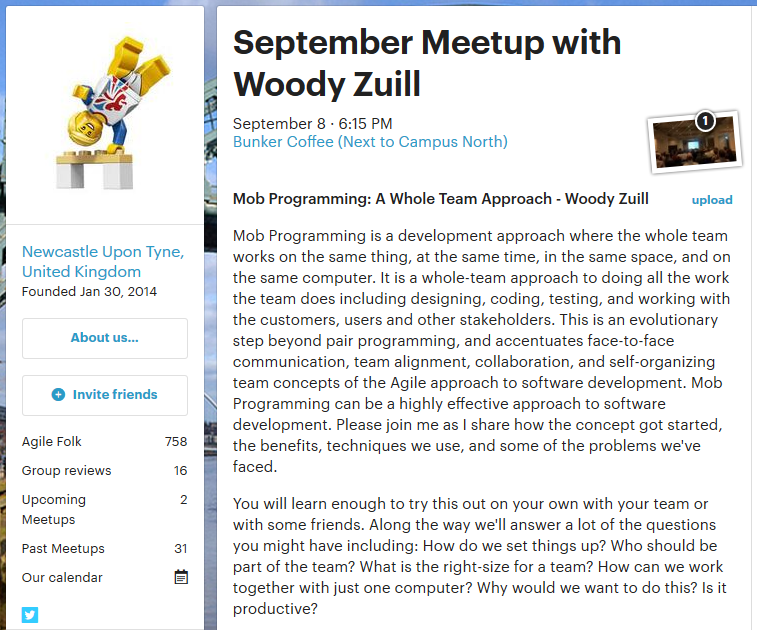 September Meetup with
Woody Zuill
September 8 · 6:15 PM
Bunker Coffee (Next to Campus North)
1
Mob Programming: A Whole Team Approach - Woody Zuill
upload
Mob Programming is a development approach where the whole team
works on the same thing, at the same time, in the same space, and on
the same computer. It is a whole-team approach to doing all the work
the team does including designing, coding, testing, and working with
the customers, users and other stakeholders. This is an evolutionary
step beyond pair programming, and accentuates face-to-face
communication, team alignment, collaboration, and self-organizing
team concepts of the Agile approach to software development. Mob
Programming can be a highly effective approach to software
development. Please join me as I share how the concept got started,
the benefits, techniques we use, and some of the problems we've
faced.
You will learn enough to try this out on your own with your team or
with some friends. Along the way we'll answer a lot of the questions
you might have including: How do we set things up? Who should be
part of the team? What is the right-size for a team? How can we work
together with just one computer? Why would we want to do this? Is it
productive?
Newcastle Upon Tyne,
United Kingdom
Founded Jan 30, 2014
About us...
Invite friends
Agile Folk 758
Group reviews 16
Upcoming 2
Meetups
Past Meetups 31
Our calendar